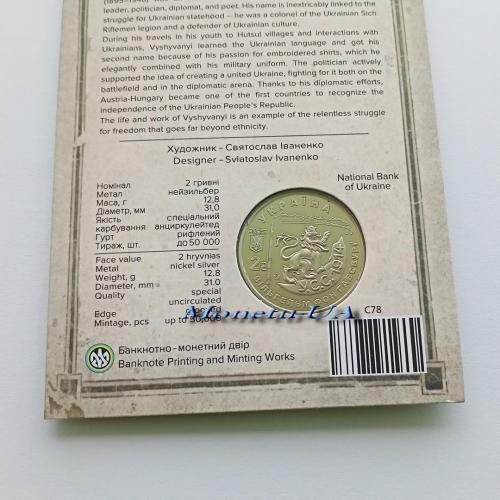 leader, politician, diplomat, and poet. His name is inextricably linked to the
struggle for Ukrainian statehood – he was a colonel of the Ukrainian Sich
Riflemen legion and a defender of Ukrainian culture.
During his travels in his youth to Hutsul villages and interactions with
Ukrainians, Vyshyvanyi learned the Ukrainian language and got his
second name because of his passion for embroidered shirts, which he
elegantly combined with his military uniform. The politician actively
supported the idea of creating a united Ukraine, fighting for it both on the
battlefield and in the diplomatic arena. Thanks to his diplomatic efforts,
Austria-Hungary became one of the first countries to recognize the
independence of the Ukrainian People's Republic.
The life and work of Vyshyvanyi is an example of the relentless struggle
for freedom that goes far beyond ethnicity.
Художник – Святослав Іваненко
Designer – Sviatoslav Ivanenko
Номінал 2 гривні
Метал нейзильбер
Маса, г 12,8
Діаметр, мм 31,0
Якість спеціальний
карбування анциркулейтед
Гурт рифлений
Тираж, шт. до 50 000
Face value 2 hryvnias
Metal nickel silver
Weight, g 12.8
Diameter, mm 31.0
Quality special
uncirculated
Edge
Mintage, pcs up to 50,000
National Bank
of Ukraine
УКРАЇНА
У.С.С. 1914
Moneta-UA
C78
Банкнотно-монетний двір
Banknote Printing and Minting Works